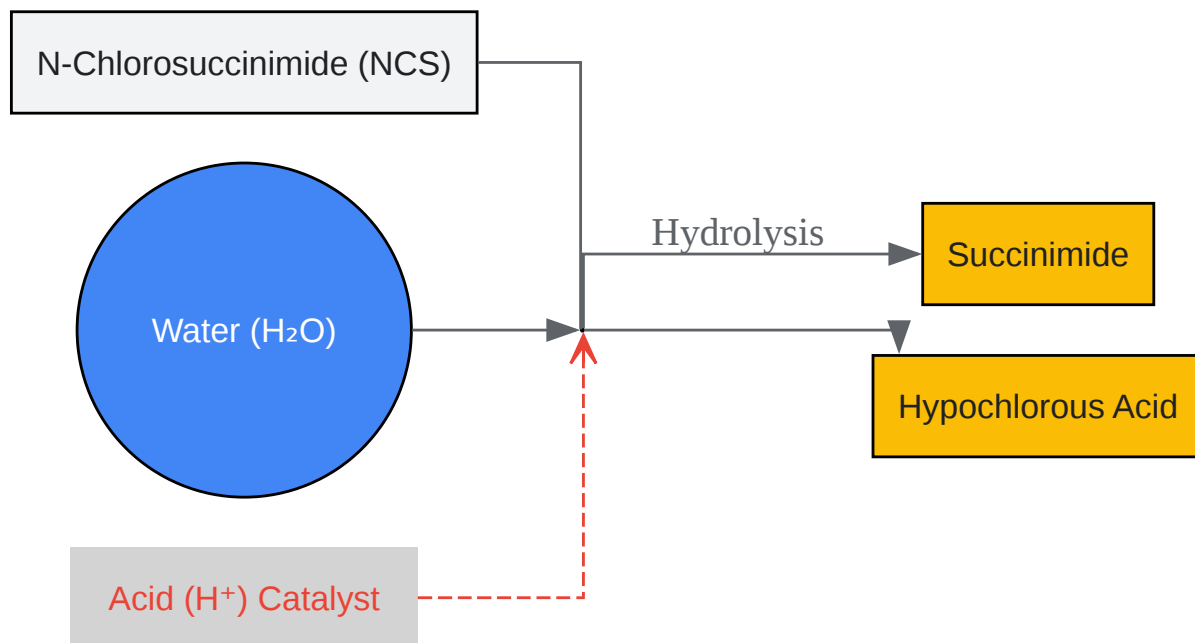 N-Chlorosuccinimide (NCS)
Hydrolysis
Succinimide
Water (H₂O)
Hypochlorous Acid
Acid (H⁺) Catalyst